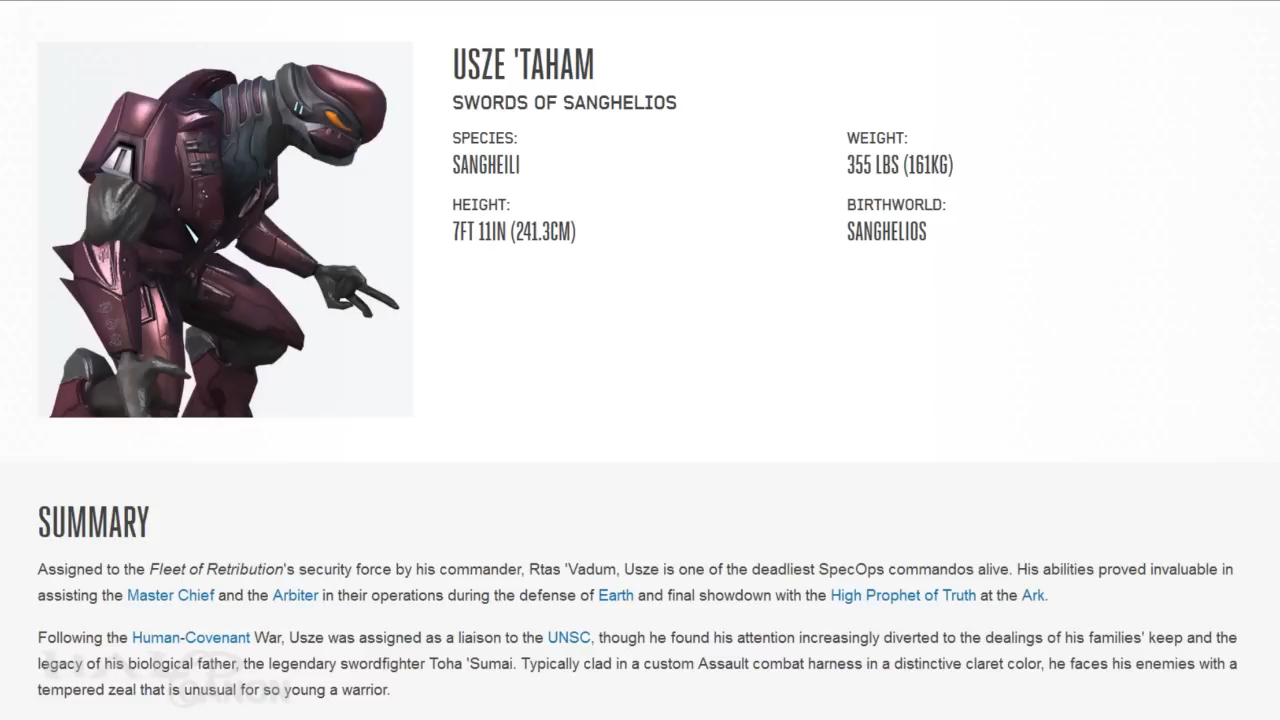 USZE 'TAHAM
SWORDS OF SANGHELIOS
SPECIES:
SANGHEILI
WEIGHT:
355 LBS (161KG)
HEIGHT:
7FT 11IN (241.3CM)
BIRTHWORLD:
SANGHELIOS
SUMMARY
Assigned to the Fleet of Retribution's security force by his commander, Rtas 'Vadum, Usze is one of the deadliest SpecOps commandos alive. His abilities proved invaluable in
assisting the Master Chief and the Arbiter in their operations during the defense of Earth and final showdown with the High Prophet of Truth at the Ark.
Following the Human-Covenant War, Usze was assigned as a liaison to the UNSC, though he found his attention increasingly diverted to the dealings of his families' keep and the
legacy of his biological father, the legendary swordfighter Toha 'Sumai. Typically clad in a custom Assault combat harness in a distinctive claret color, he faces his enemies with a
tempered zeal that is unusual for so young a warrior.
HALO
CANON